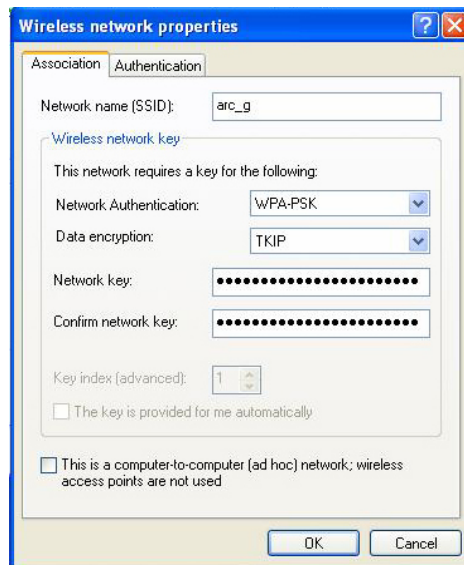 Wireless network properties
Association
Authentication
Network name (SSID):
arc_g
Wireless network key
This network requires a key for the following:
Network Authentication:
WPA-PSK
Data encryption:
TKIP
Network key:
●●●●●●●●●●●●●●●●●●●●●●●
Confirm network key:
●●●●●●●●●●●●●●●●●●●●●●●
Key index (advanced):
1
The key is provided for me automatically
This is a computer-to-computer (ad hoc) network; wireless
access points are not used
OK
Cancel